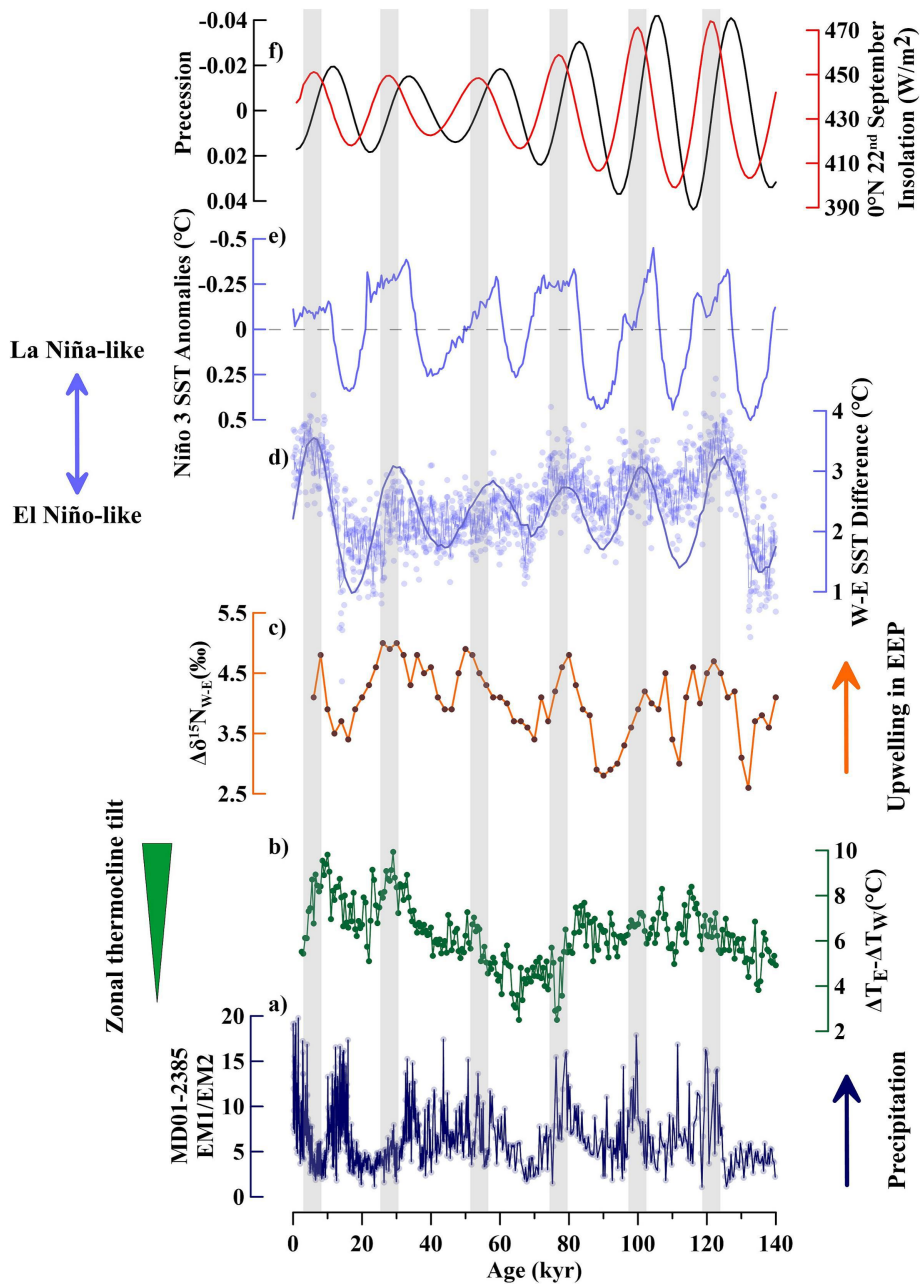 f)
Precession
-0.04
-0.02
0
0.02
0.04
470
450
430
410
390
0°N 22nd September
Insolation (W/m2)
e)
Niño 3 SST Anomalies (°C)
-0.5
-0.25
0
0.25
0.5
La Niña-like
El Niño-like
d)
4
3
2
1
W-E SST Difference (°C)
c)
Δδ¹⁵N W-E (‰)
5.5
4.5
3.5
2.5
Upwelling in EEP
b)
Zonal thermocline tilt
10
8
6
4
2
ΔTE-ΔTW(°C)
a)
MD01-2385
EM1/EM2
20
15
10
5
0
Precipitation
0 20 40 60 80 100 120 140
Age (kyr)